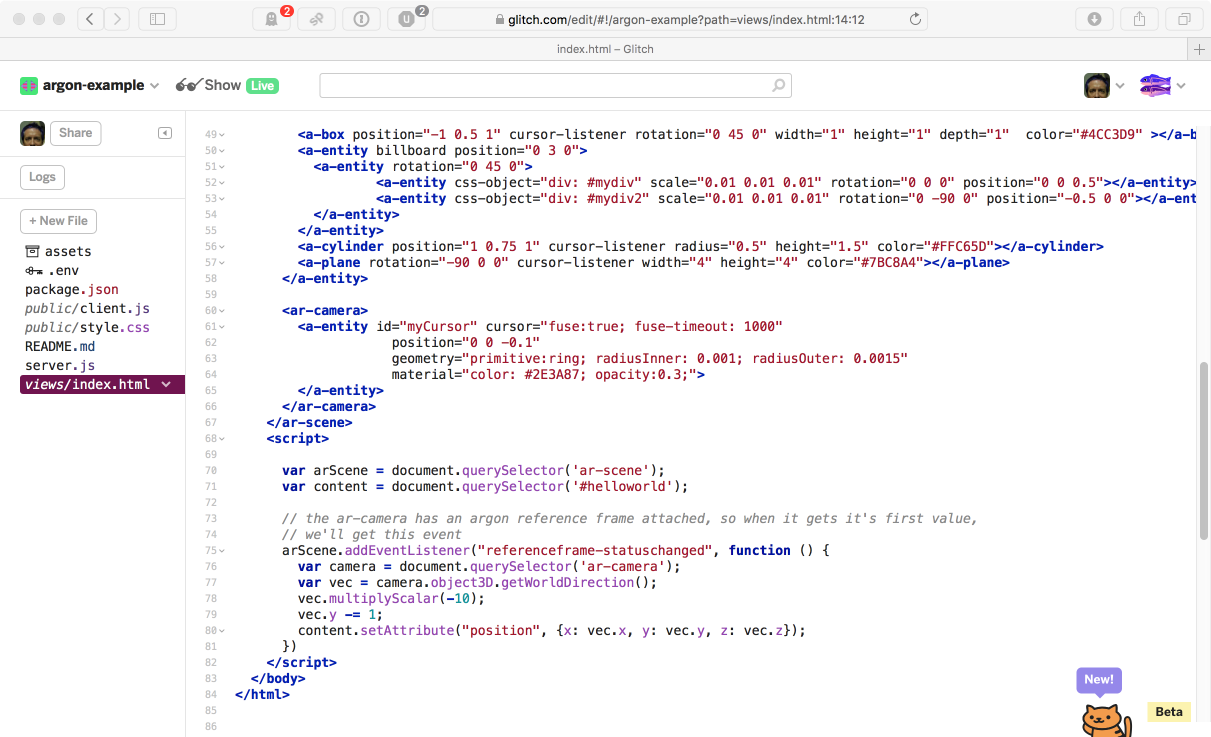 2
2
glitch.com/edit/#!/argon-example?path=views/index.html:14:12
index.html – Glitch
argon-example
Show Live
Share
Logs
+ New File
assets
.env
package.json
public/client.js
public/style.css
README.md
server.js
views/index.html
49 <a-box position="-1 0.5 1" cursor-listener rotation="0 45 0" width="1" height="1" depth="1"  color="#4CC3D9" ></a-b
50 <a-entity billboard position="0 3 0">
51 <a-entity rotation="0 45 0">
52 <a-entity css-object="div: #mydiv" scale="0.01 0.01 0.01" rotation="0 0 0" position="0 0 0.5"></a-entity>
53 <a-entity css-object="div: #mydiv2" scale="0.01 0.01 0.01" rotation="0 -90 0" position="-0.5 0 0"></a-ent
54 </a-entity>
55 </a-entity>
56 <a-cylinder position="1 0.75 1" cursor-listener radius="0.5" height="1.5" color="#FFC65D"></a-cylinder>
57 <a-plane rotation="-90 0 0" cursor-listener width="4" height="4" color="#7BC8A4"></a-plane>
58 </a-entity>
59
60 <ar-camera>
61 <a-entity id="myCursor" cursor="fuse:true; fuse-timeout: 1000"
62 position="0 0 -0.1"
63 geometry="primitive:ring; radiusInner: 0.001; radiusOuter: 0.0015"
64 material="color: #2E3A87; opacity:0.3;">
65 </a-entity>
66 </ar-camera>
67 </ar-scene>
68 <script>
69
70 var arScene = document.querySelector('ar-scene');
71 var content = document.querySelector('#helloworld');
72
73 // the ar-camera has an argon reference frame attached, so when it gets it's first value,
74 // we'll get this event
75 arScene.addEventListener("referenceframe-statuschanged", function () {
76 var camera = document.querySelector('ar-camera');
77 var vec = camera.object3D.getWorldDirection();
78 vec.multiplyScalar(-10);
79 vec.y -= 1;
80 content.setAttribute("position", {x: vec.x, y: vec.y, z: vec.z});
81 })
82 </script>
83 </body>
84 </html>
85
86
New!
Beta